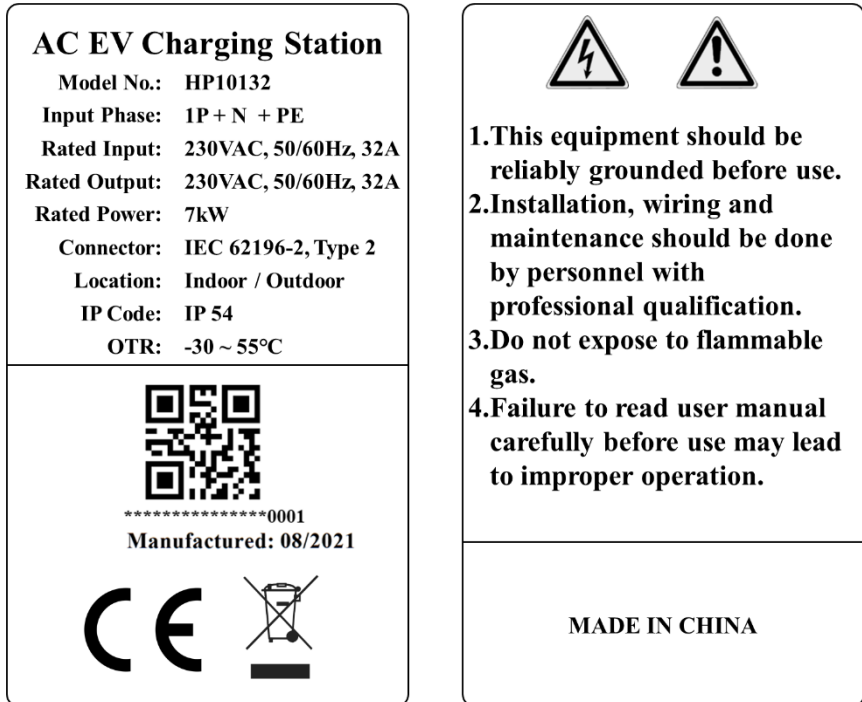 AC EV Charging Station
Model No.: HP10132
Input Phase: 1P + N + PE
Rated Input: 230VAC, 50/60Hz, 32A
Rated Output: 230VAC, 50/60Hz, 32A
Rated Power: 7kW
Connector: IEC 62196-2, Type 2
Location: Indoor / Outdoor
IP Code: IP 54
OTR: -30 ~ 55℃
***************0001
Manufactured: 08/2021
CE
1.This equipment should be
reliably grounded before use.
2.Installation, wiring and
maintenance should be done
by personnel with
professional qualification.
3.Do not expose to flammable
gas.
4.Failure to read user manual
carefully before use may lead
to improper operation.
MADE IN CHINA